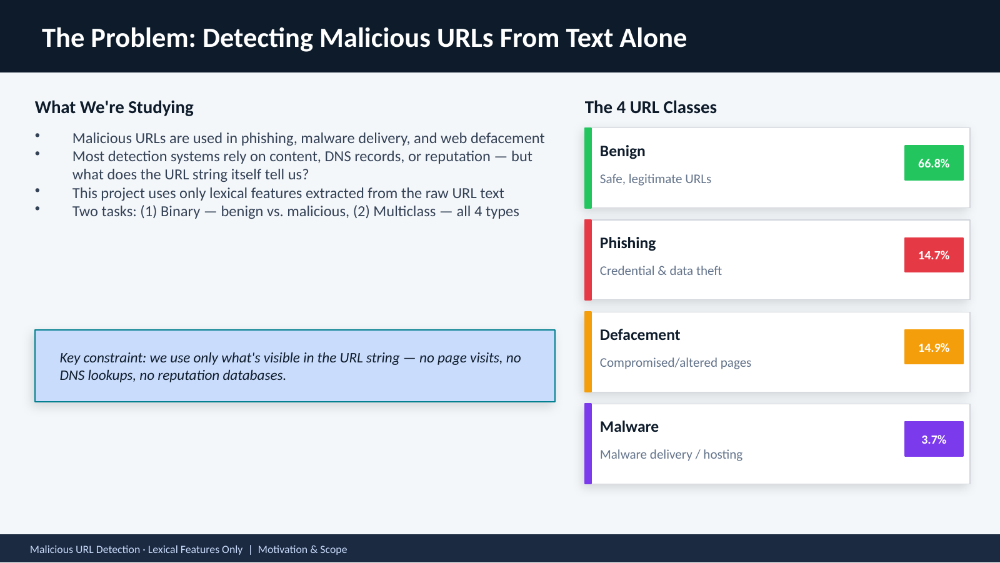 The Problem: Detecting Malicious URLs From Text Alone
What We're Studying
• Malicious URLs are used in phishing, malware delivery, and web defacement
• Most detection systems rely on content, DNS records, or reputation — but
what does the URL string itself tell us?
• This project uses only lexical features extracted from the raw URL text
• Two tasks: (1) Binary — benign vs. malicious, (2) Multiclass — all 4 types
Key constraint: we use only what's visible in the URL string — no page visits, no
DNS lookups, no reputation databases.
The 4 URL Classes
Benign
66.8%
Safe, legitimate URLs
Phishing
14.7%
Credential & data theft
Defacement
14.9%
Compromised/altered pages
Malware
3.7%
Malware delivery / hosting
Malicious URL Detection · Lexical Features Only | Motivation & Scope